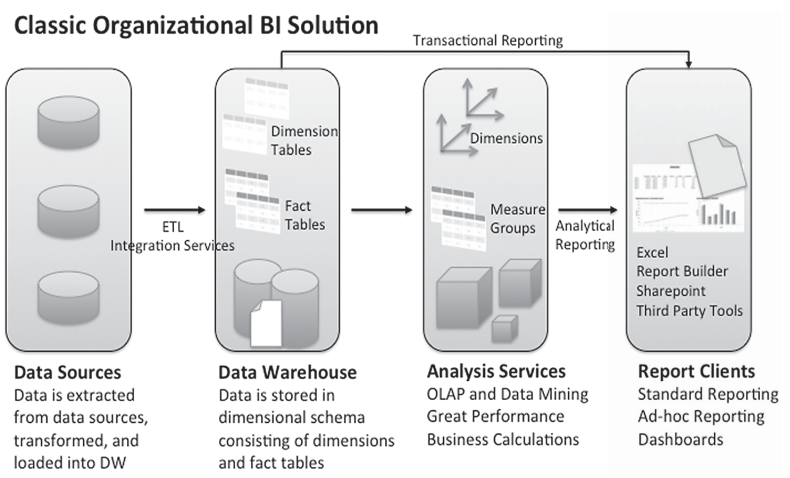 Classic Organizational BI Solution
Transactional Reporting
Dimension
Tables
Fact
Tables
ETL
Integration Services
Dimensions
Measure
Groups
Analytical
Reporting
Excel
Report Builder
Sharepoint
Third Party Tools
Data Sources
Data is extracted
from data sources,
transformed, and
loaded into DW
Data Warehouse
Data is stored in
dimensional schema
consisting of dimensions
and fact tables
Analysis Services
OLAP and Data Mining
Great Performance
Business Calculations
Report Clients
Standard Reporting
Ad-hoc Reporting
Dashboards